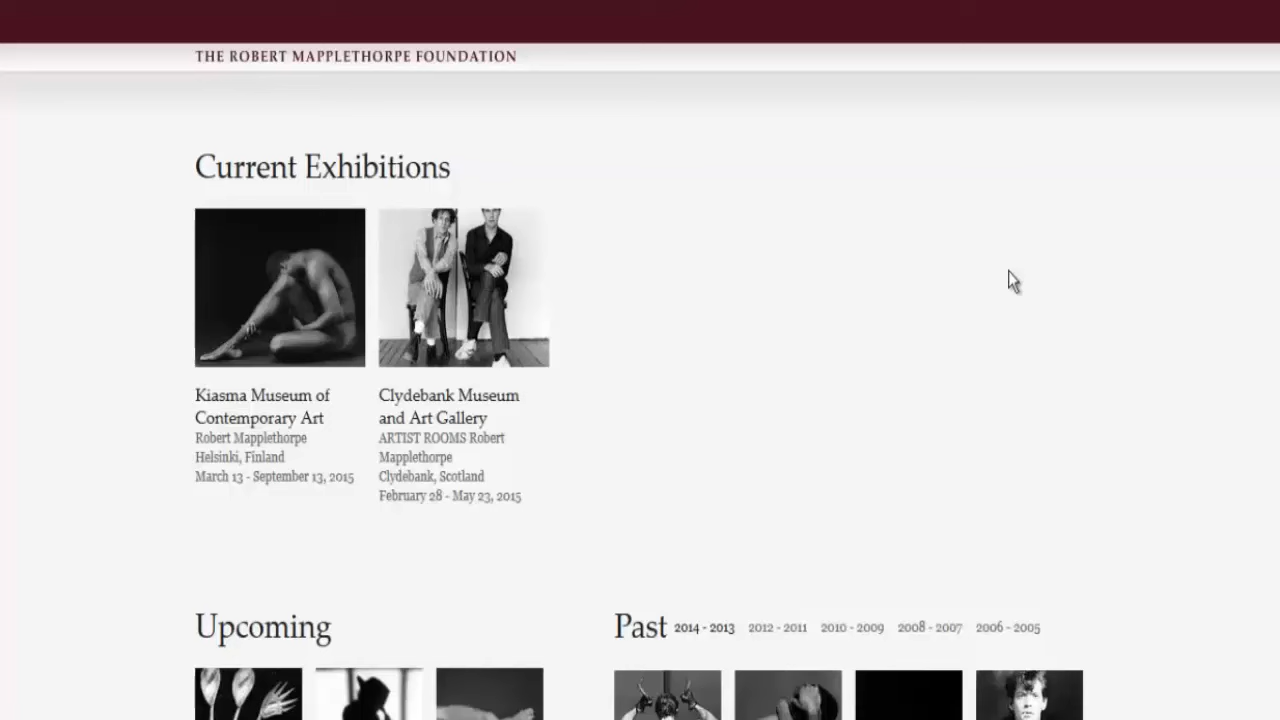 THE ROBERT MAPPLETHORPE FOUNDATION
Current Exhibitions
Kiasma Museum of
Contemporary Art
Robert Mapplethorpe
Helsinki, Finland
March 13 - September 13, 2015
Clydebank Museum
and Art Gallery
ARTIST ROOMS Robert
Mapplethorpe
Clydebank, Scotland
February 28 - May 23, 2015
Upcoming
Past 2014 - 2013 2012 - 2011 2010 - 2009 2008 - 2007 2006 - 2005